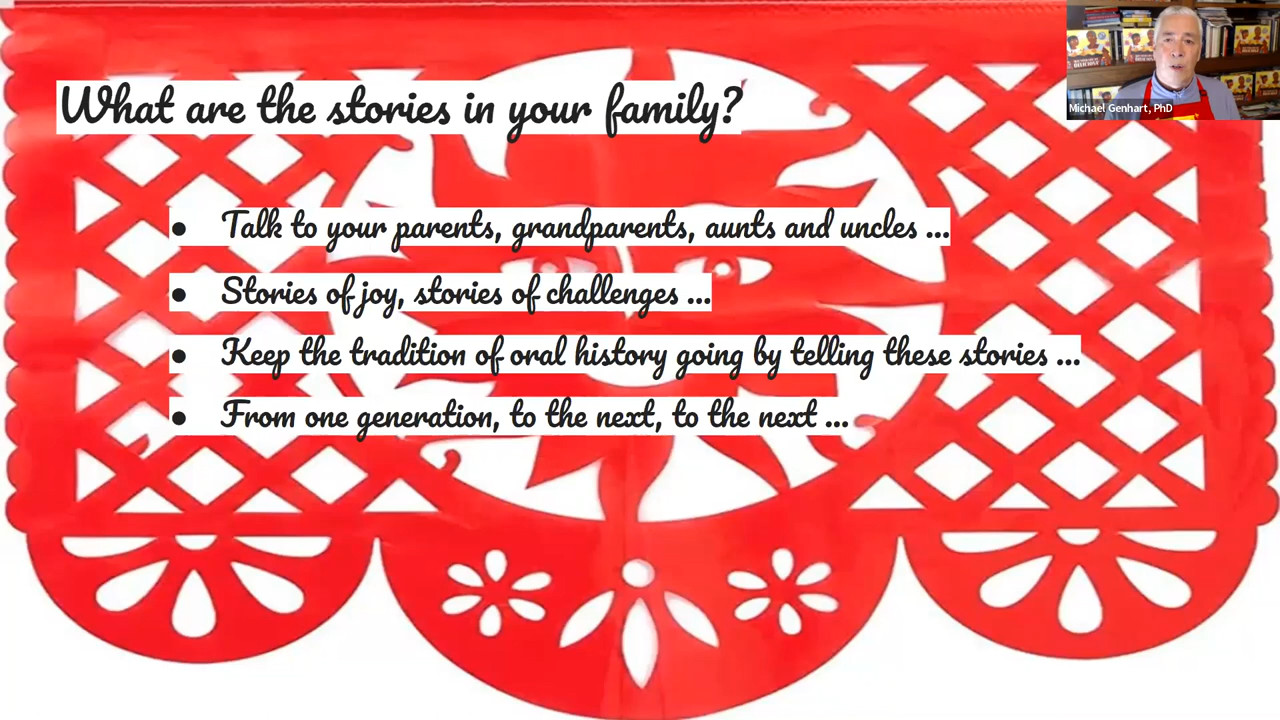 What are the stories in your family?
Michael Genhart, PhD
● Talk to your parents, grandparents, aunts and uncles ...
● Stories of joy, stories of challenges ...
● Keep the tradition of oral history going by telling these stories ...
● From one generation, to the next, to the next ...